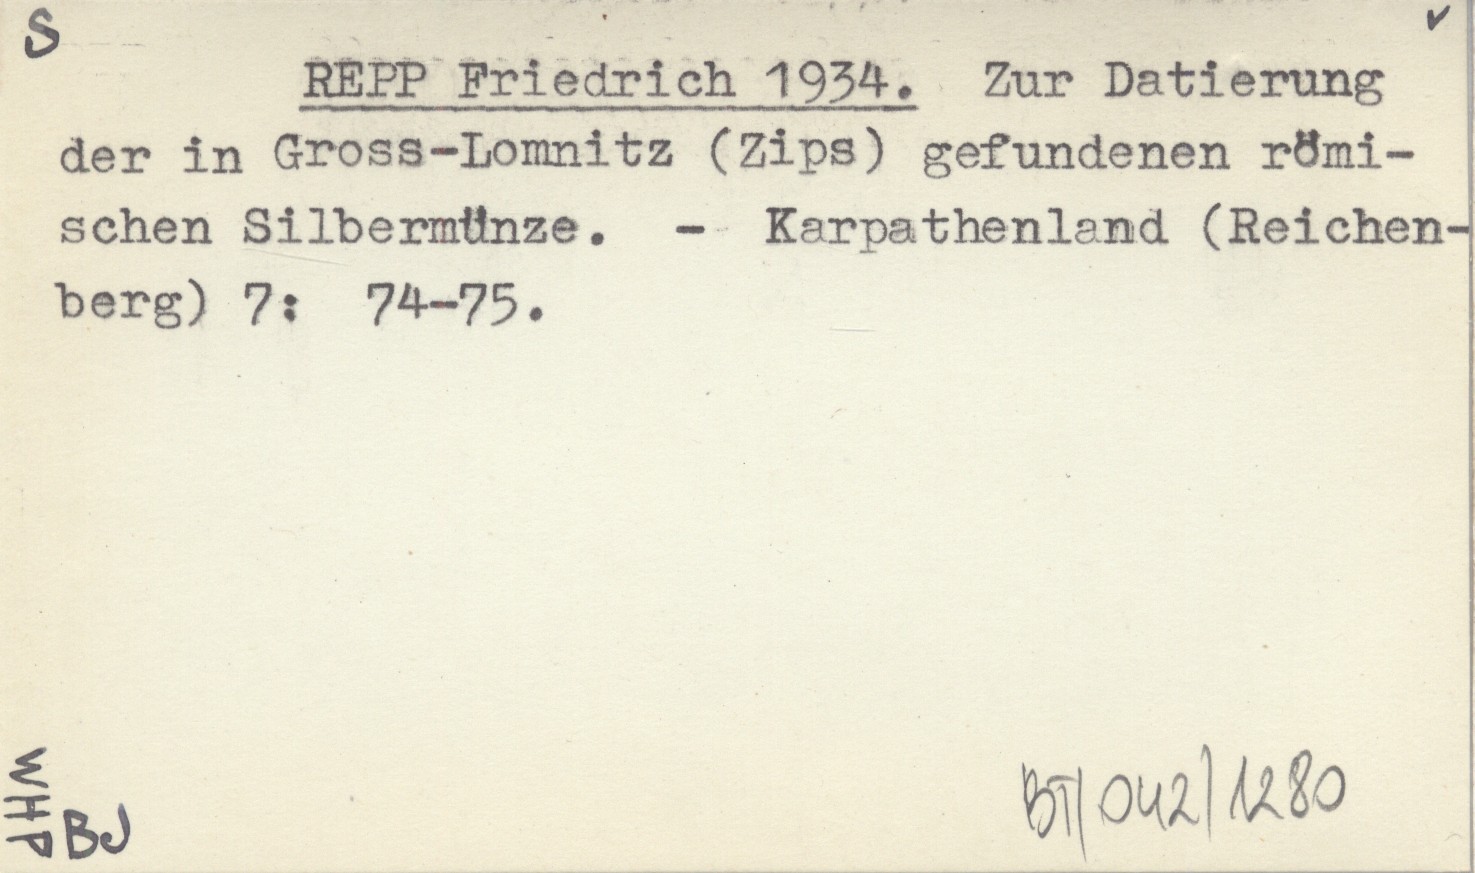 S ✓
REPP Friedrich 1934. Zur Datierung
der in Gross-Lomnitz (Zips) gefundenen römi-
schen Silbermünze. - Karpathenland (Reichen-
berg) 7: 74-75.
WHP
BJ
BT/042/1280